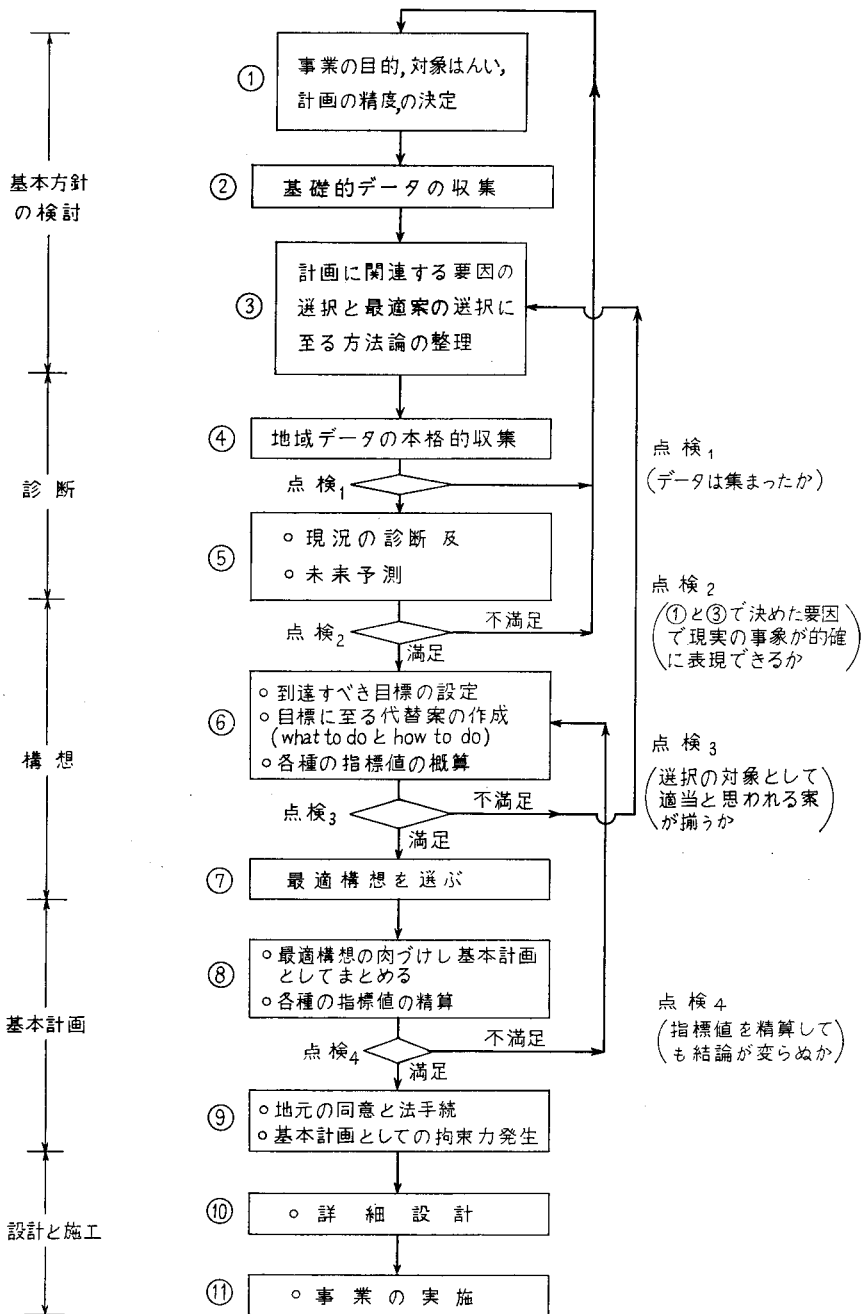 ①
事業の目的,対象はんい,
計画の精度,の決定
基本方針
の検討
②
基礎的データの収集
③
計画に関連する要因の
選択と最適案の選択に
至る方法論の整理
④
地域データの本格的収集
点検1
点検1
(データは集まったか)
診断
⑤
○ 現況の診断 及
○ 未来予測
点検2
不満足
満足
点検2
(①と③で決めた要因
で現実の事象が的確
に表現できるか)
構想
⑥
○ 到達すべき目標の設定
○ 目標に至る代替案の作成
(what to do と how to do)
○ 各種の指標値の概算
点検3
不満足
満足
点検3
(選択の対象として
適当と思われる案
が揃うか)
⑦
最適構想を選ぶ
基本計画
⑧
○ 最適構想の肉づけし基本計画
としてまとめる
○ 各種の指標値の精算
点検4
不満足
満足
点検4
(指標値を精算して
も結論が変らぬか)
⑨
○ 地元の同意と法手続
○ 基本計画としての拘束力発生
設計と施工
⑩
○ 詳細設計
⑪
○ 事業の実施